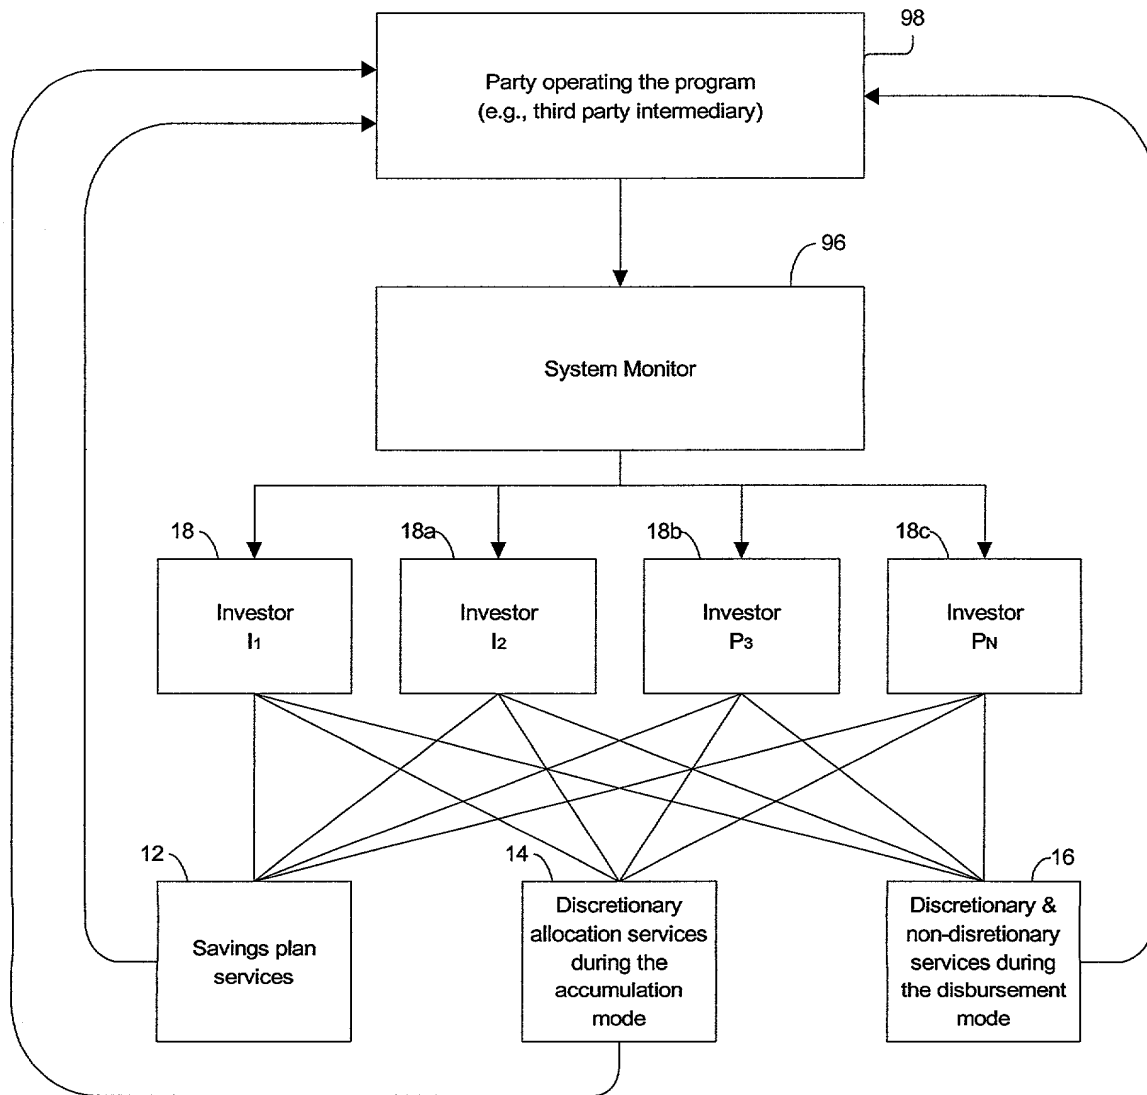 98
Party operating the program
(e.g., third party intermediary)
96
System Monitor
18
18a
18b
18c
Investor
I1
Investor
I2
Investor
P3
Investor
PN
12
14
16
Savings plan
services
Discretionary
allocation services
during the
accumulation
mode
Discretionary &
non-disretionary
services during
the disbursement
mode